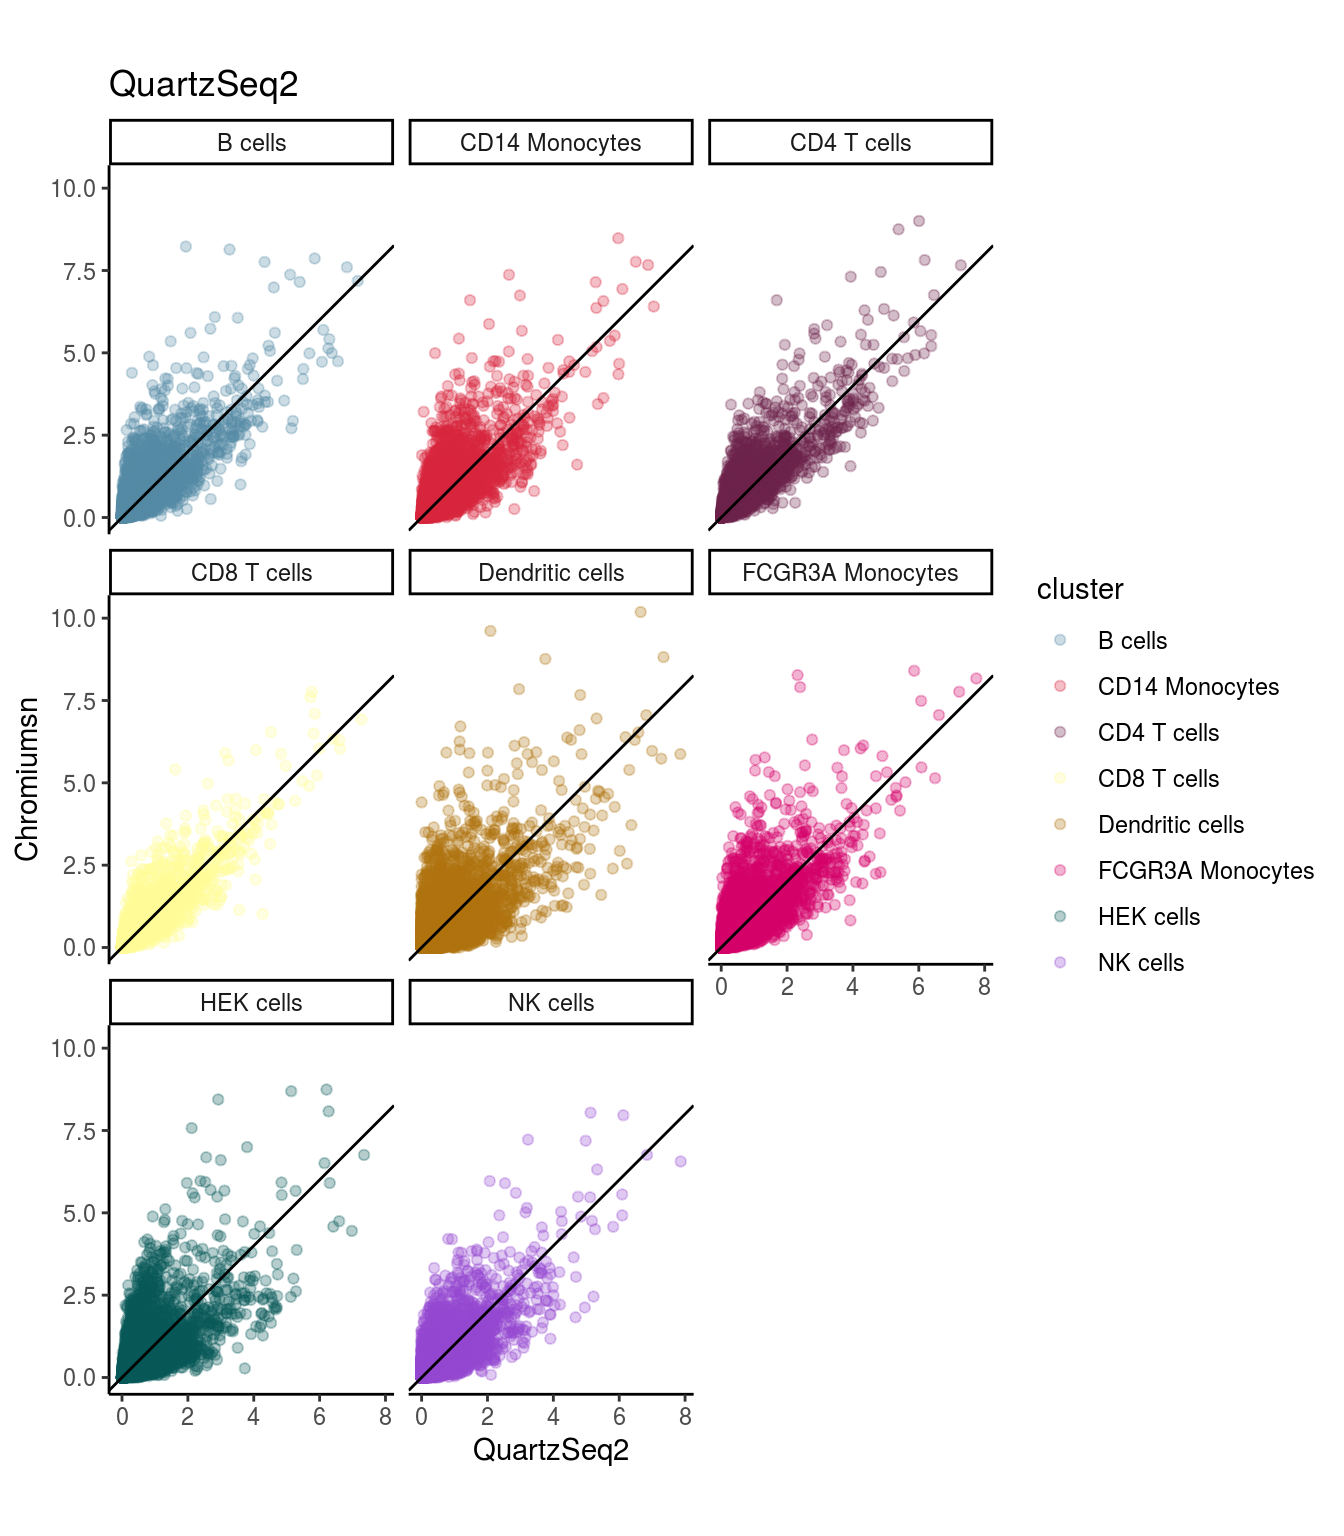 QuartzSeq2
B cells
CD14 Monocytes
CD4 T cells
10.0
7.5
5.0
2.5
0.0
CD8 T cells
Dendritic cells
FCGR3A Monocytes
10.0
7.5
5.0
2.5
0.0
0 2 4 6 8
HEK cells
NK cells
10.0
7.5
5.0
2.5
0.0
0 2 4 6 8
0 2 4 6 8
QuartzSeq2
Chromiumsn
cluster
B cells
CD14 Monocytes
CD4 T cells
CD8 T cells
Dendritic cells
FCGR3A Monocytes
HEK cells
NK cells